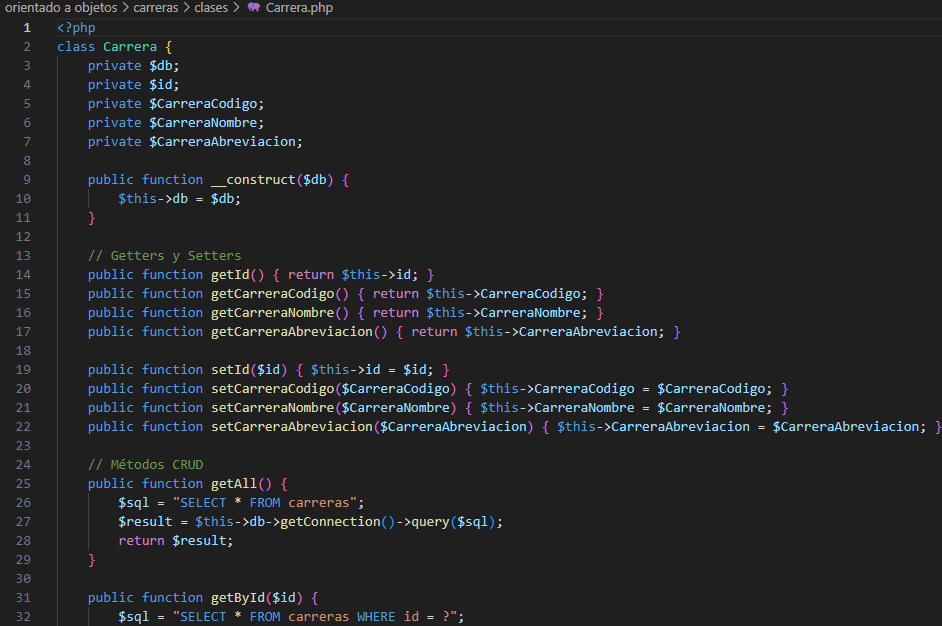 orientado a objetos > carreras > clases > Carrera.php
1 <?php
2 class Carrera {
3     private $db;
4     private $id;
5     private $CarreraCodigo;
6     private $CarreraNombre;
7     private $CarreraAbreviacion;
8
9     public function __construct($db) {
10         $this->db = $db;
11     }
12
13     // Getters y Setters
14     public function getId() { return $this->id; }
15     public function getCarreraCodigo() { return $this->CarreraCodigo; }
16     public function getCarreraNombre() { return $this->CarreraNombre; }
17     public function getCarreraAbreviacion() { return $this->CarreraAbreviacion; }
18
19     public function setId($id) { $this->id = $id; }
20     public function setCarreraCodigo($CarreraCodigo) { $this->CarreraCodigo = $CarreraCodigo; }
21     public function setCarreraNombre($CarreraNombre) { $this->CarreraNombre = $CarreraNombre; }
22     public function setCarreraAbreviacion($CarreraAbreviacion) { $this->CarreraAbreviacion = $CarreraAbreviacion; }
23
24     // Métodos CRUD
25     public function getAll() {
26         $sql = "SELECT * FROM carreras";
27         $result = $this->db->getConnection()->query($sql);
28         return $result;
29     }
30
31     public function getById($id) {
32         $sql = "SELECT * FROM carreras WHERE id = ?";